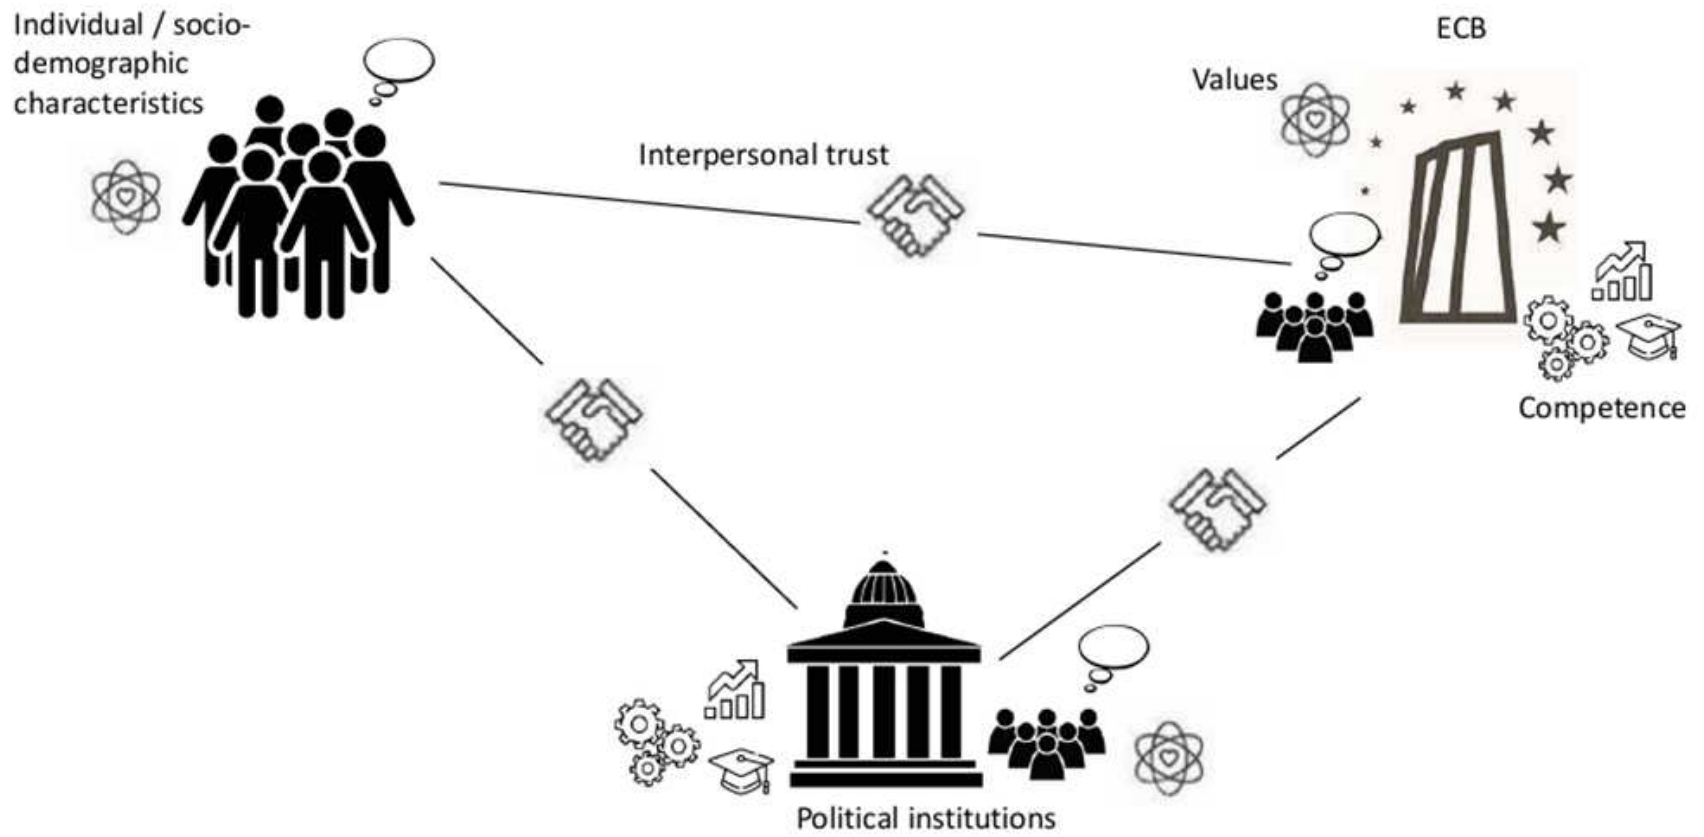 Individual / socio-
demographic
characteristics
ECB
Values
Interpersonal trust
Competence
Political institutions